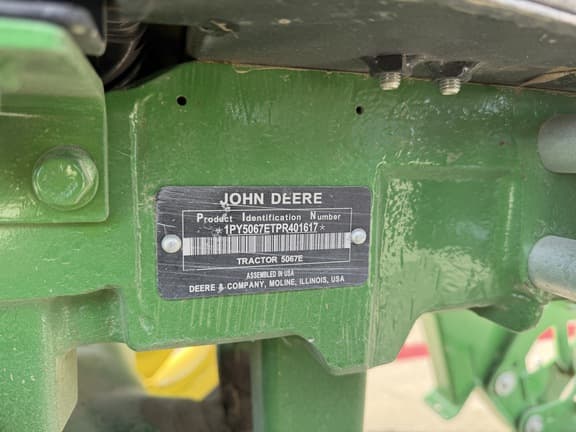 JOHN DEERE
Product Identification Number
*1PY5067ETPR401617*
TRACTOR 5067E
ASSEMBLED IN USA
DEERE & COMPANY, MOLINE, ILLINOIS, USA